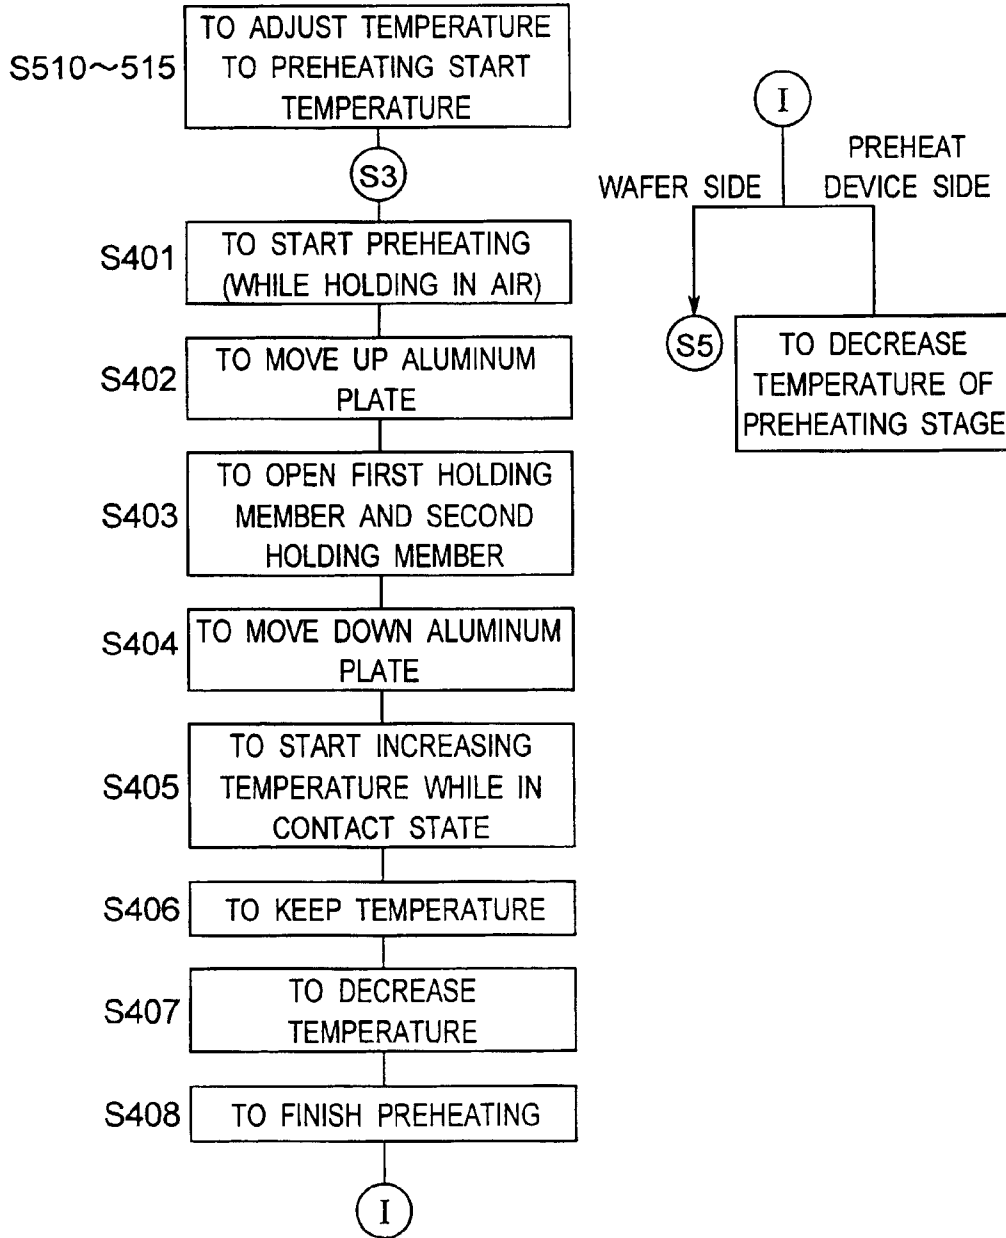 TO ADJUST TEMPERATURE
S510～515 TO PREHEATING START
TEMPERATURE
S3
S401 TO START PREHEATING
(WHILE HOLDING IN AIR)
S402 TO MOVE UP ALUMINUM
PLATE
TO OPEN FIRST HOLDING
S403 MEMBER AND SECOND
HOLDING MEMBER
S404 TO MOVE DOWN ALUMINUM
PLATE
TO START INCREASING
S405 TEMPERATURE WHILE IN
CONTACT STATE
S406 TO KEEP TEMPERATURE
S407 TO DECREASE
TEMPERATURE
S408 TO FINISH PREHEATING
I
I
WAFER SIDE
PREHEAT
DEVICE SIDE
S5
TO DECREASE
TEMPERATURE OF
PREHEATING STAGE